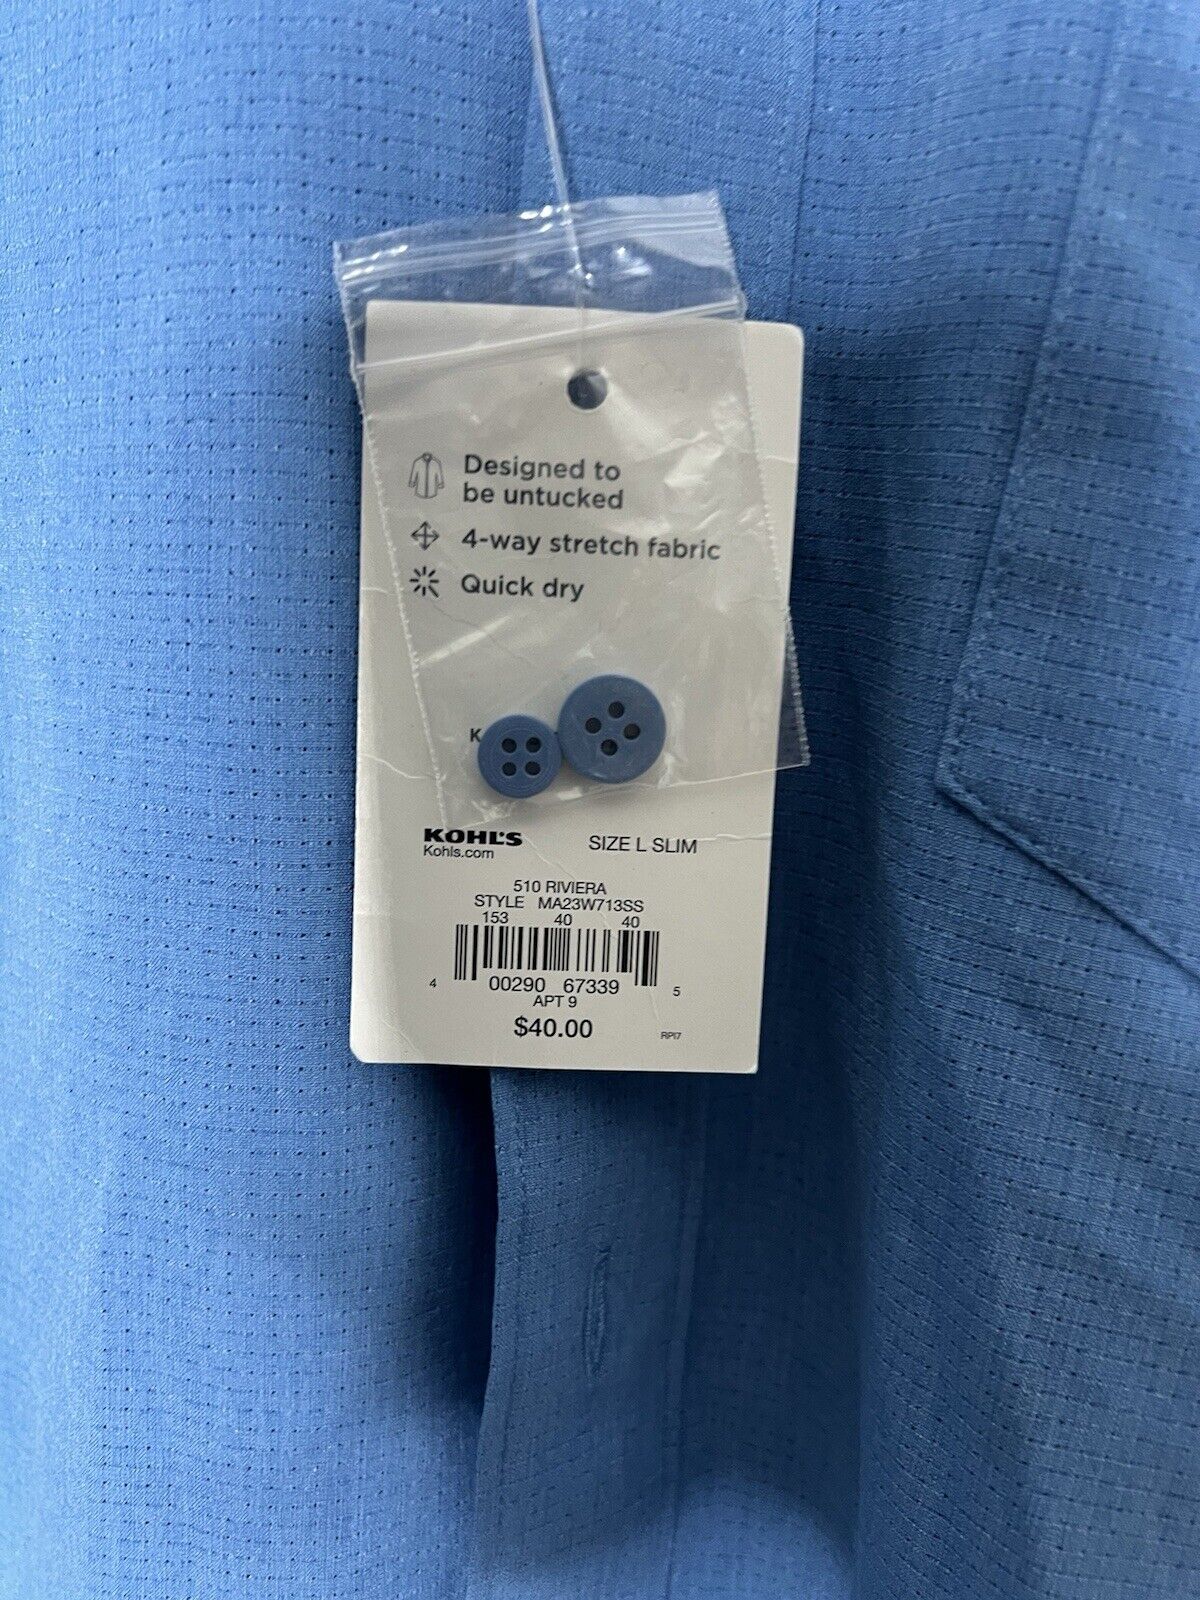 Designed to
be untucked
4-way stretch fabric
Quick dry
K
KOHL'S
Kohls.com
SIZE L SLIM
510 RIVIERA
STYLE MA23W713SS
153 40 40
4 00290 67339 5
APT 9
$40.00
RPI7